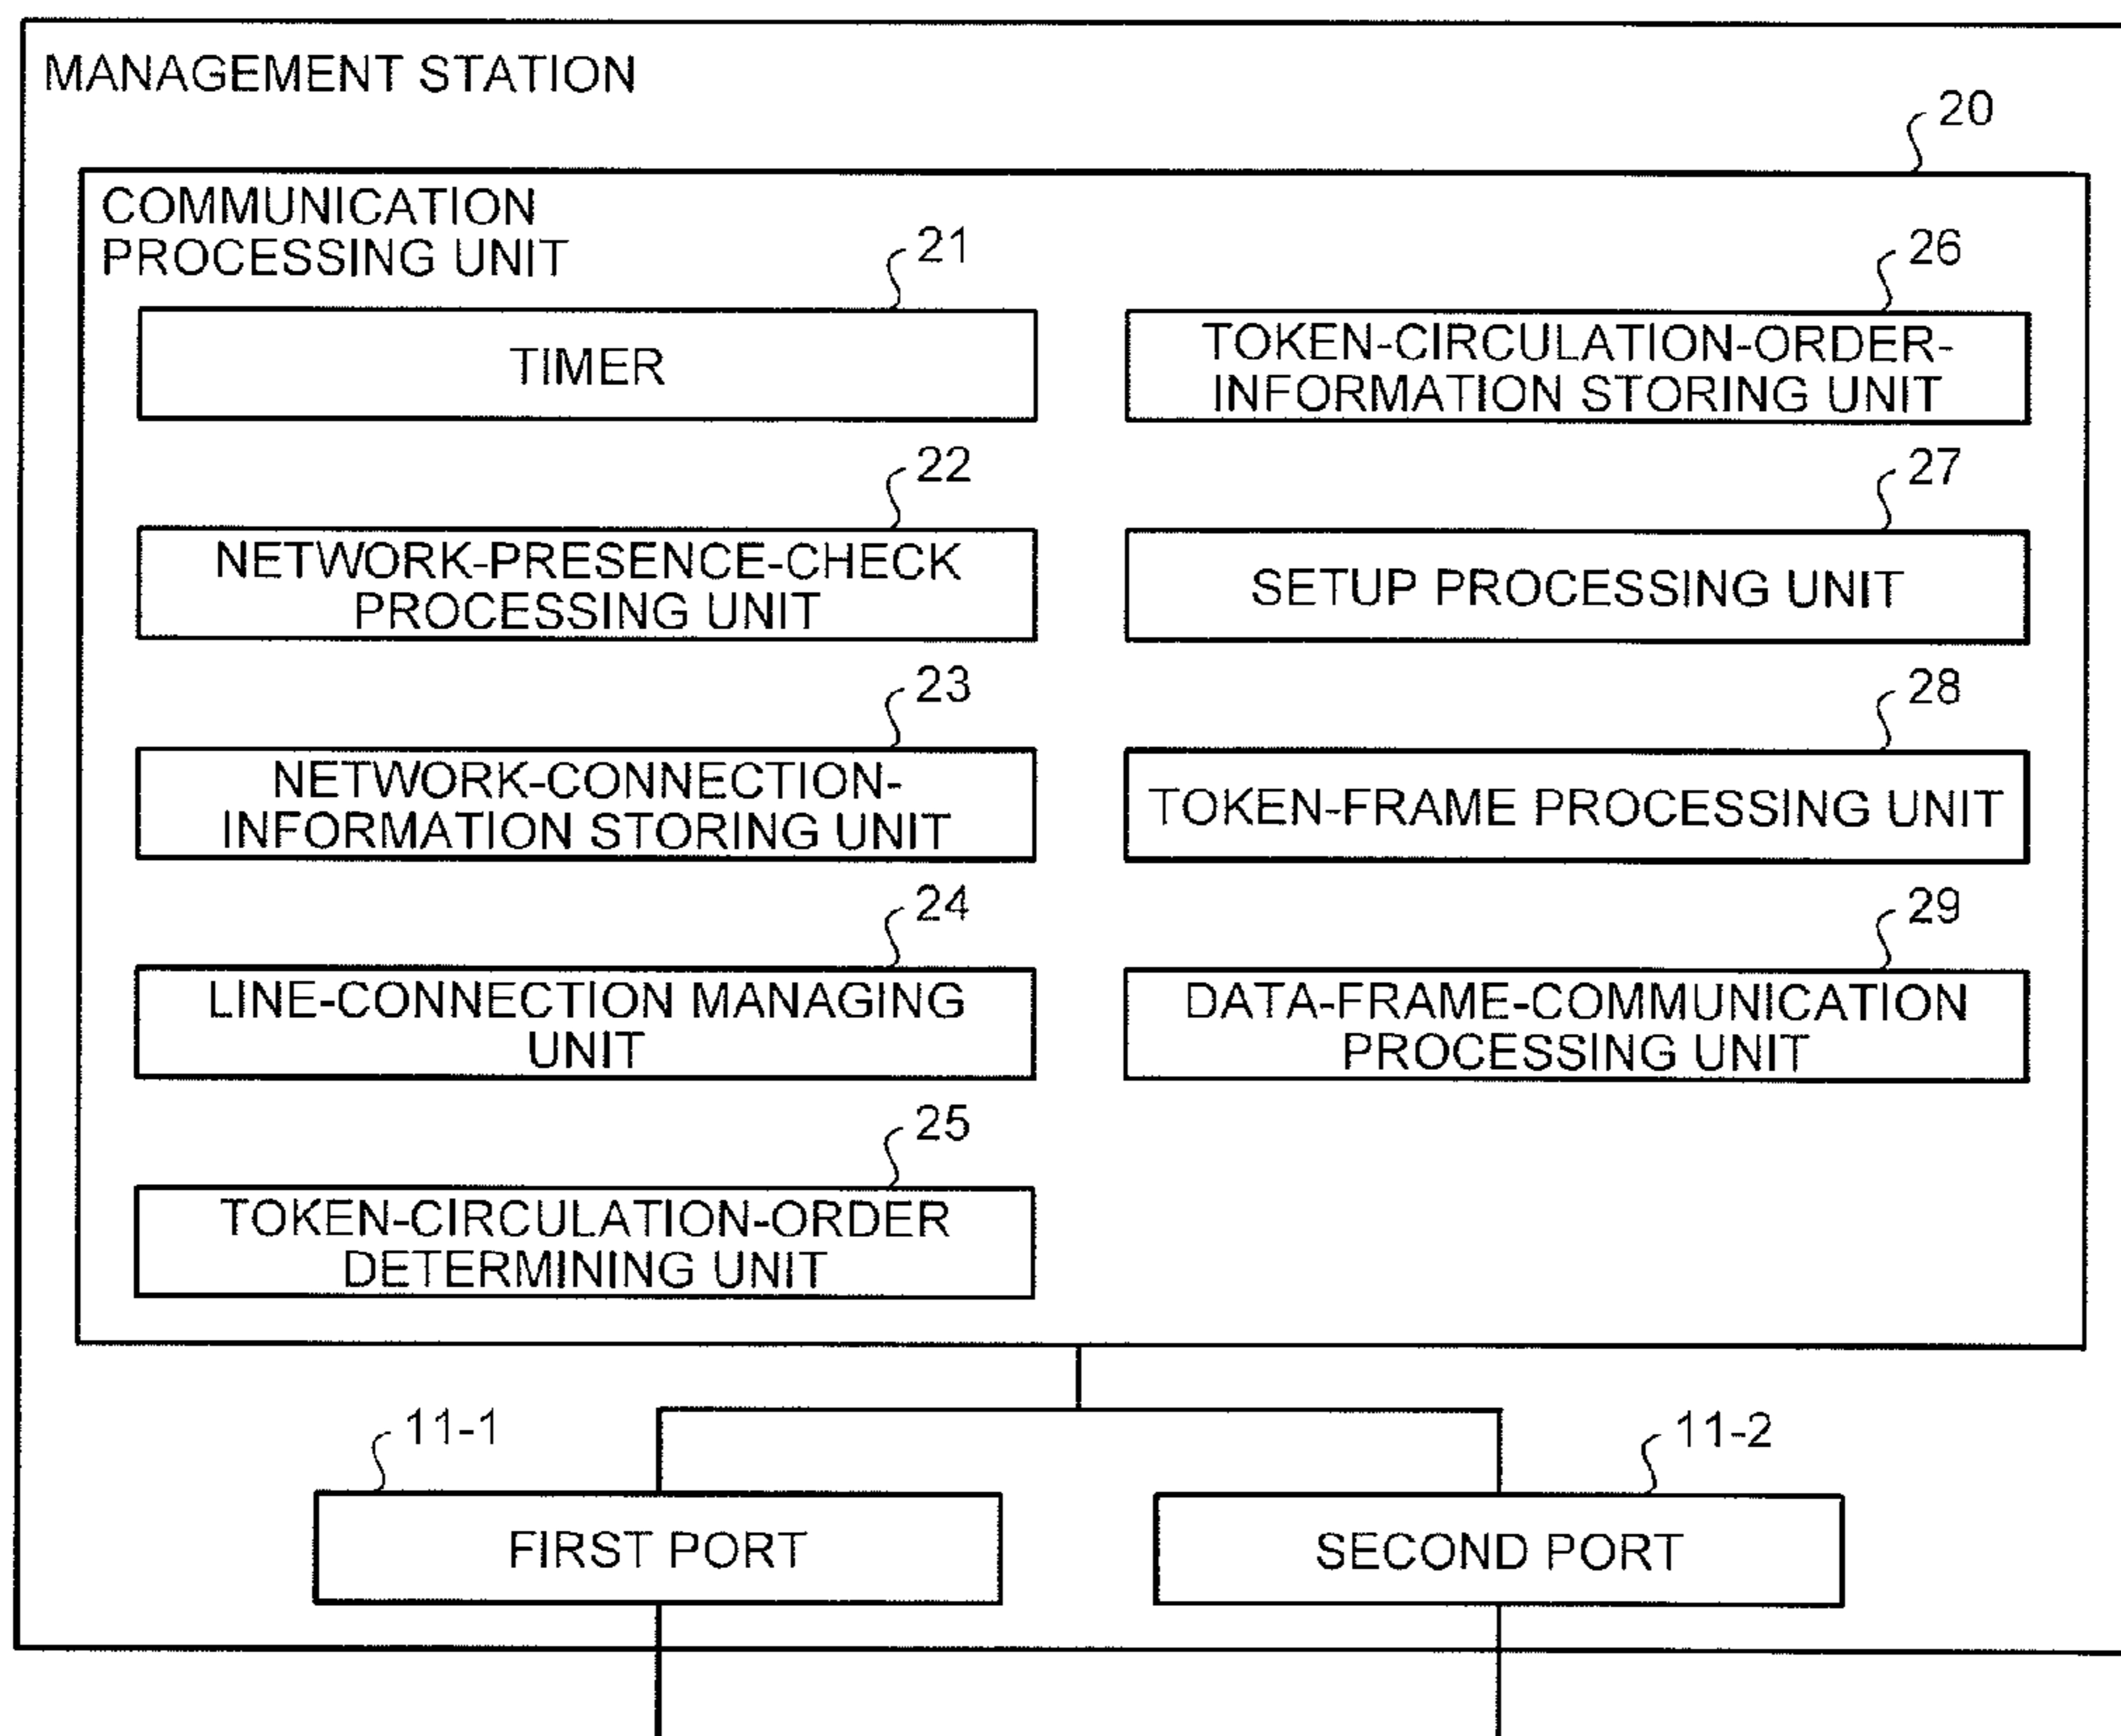 MANAGEMENT STATION
20
COMMUNICATION
PROCESSING UNIT
21
TIMER
22
NETWORK-PRESENCE-CHECK
PROCESSING UNIT
23
NETWORK-CONNECTION-
INFORMATION STORING UNIT
24
LINE-CONNECTION MANAGING
UNIT
25
TOKEN-CIRCULATION-ORDER
DETERMINING UNIT
26
TOKEN-CIRCULATION-ORDER-
INFORMATION STORING UNIT
27
SETUP PROCESSING UNIT
28
TOKEN-FRAME PROCESSING UNIT
29
DATA-FRAME-COMMUNICATION
PROCESSING UNIT
11-1
FIRST PORT
11-2
SECOND PORT